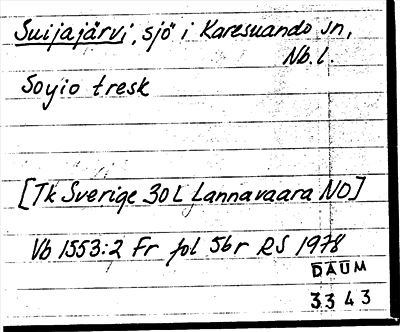 Suijajärvi, sjö i Karesuando sn,
Nb.l.
Soyio tresk
[Tk Sverige 30 L Lannavaara NO]
Vb 1553:2 Fr fol 56r RS 1978
DAUM
3343